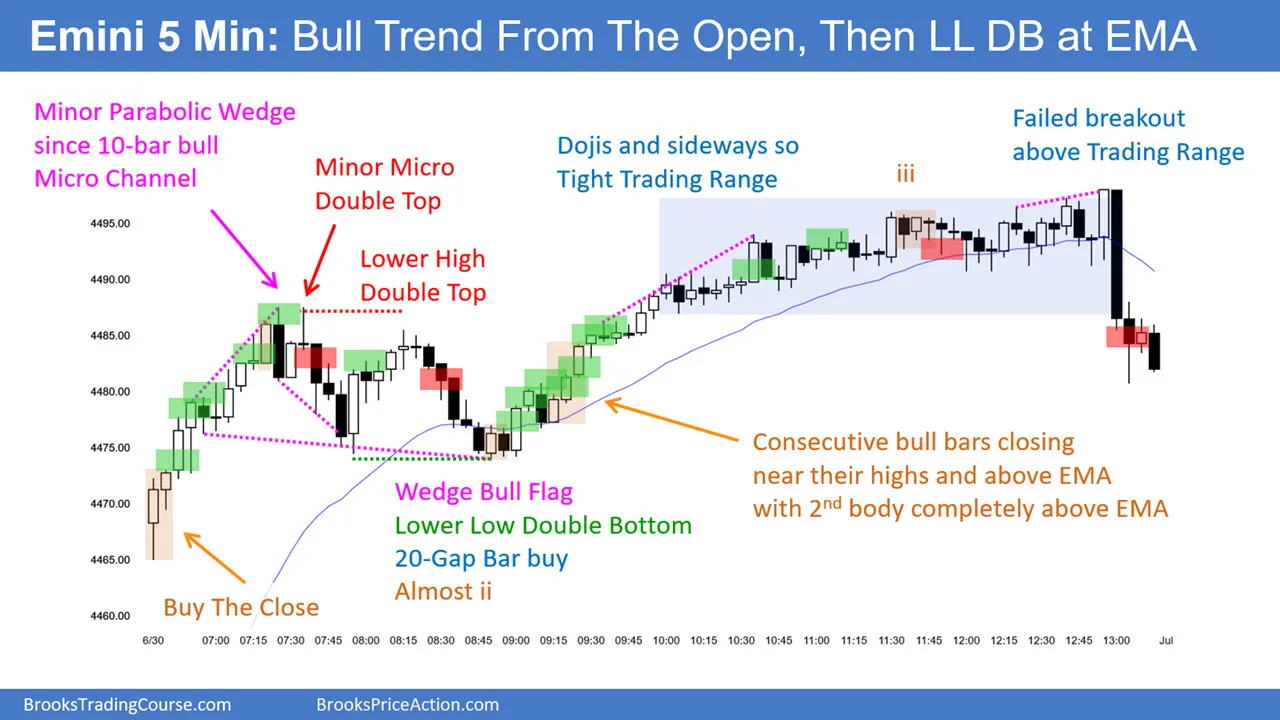 Emini 5 Min: Bull Trend From The Open, Then LL DB at EMA
Minor Parabolic Wedge
since 10-bar bull
Micro Channel
Minor Micro
Double Top
Lower High
Double Top
Dojis and sideways so
Tight Trading Range
iii
Failed breakout
above Trading Range
4495.00
4490.00
4485.00
4480.00
4475.00
4470.00
4465.00
4460.00
Consecutive bull bars closing
near their highs and above EMA
with 2nd body completely above EMA
Wedge Bull Flag
Lower Low Double Bottom
20-Gap Bar buy
Almost ii
Buy The Close
6/30 07:00 07:15 07:30 07:45 08:00 08:15 08:30 08:45 09:00 09:15 09:30 09:45 10:00 10:15 10:30 10:45 11:00 11:15 11:30 11:45 12:00 12:15 12:30 12:45 13:00 Jul
BrooksTradingCourse.com BrooksPriceAction.com